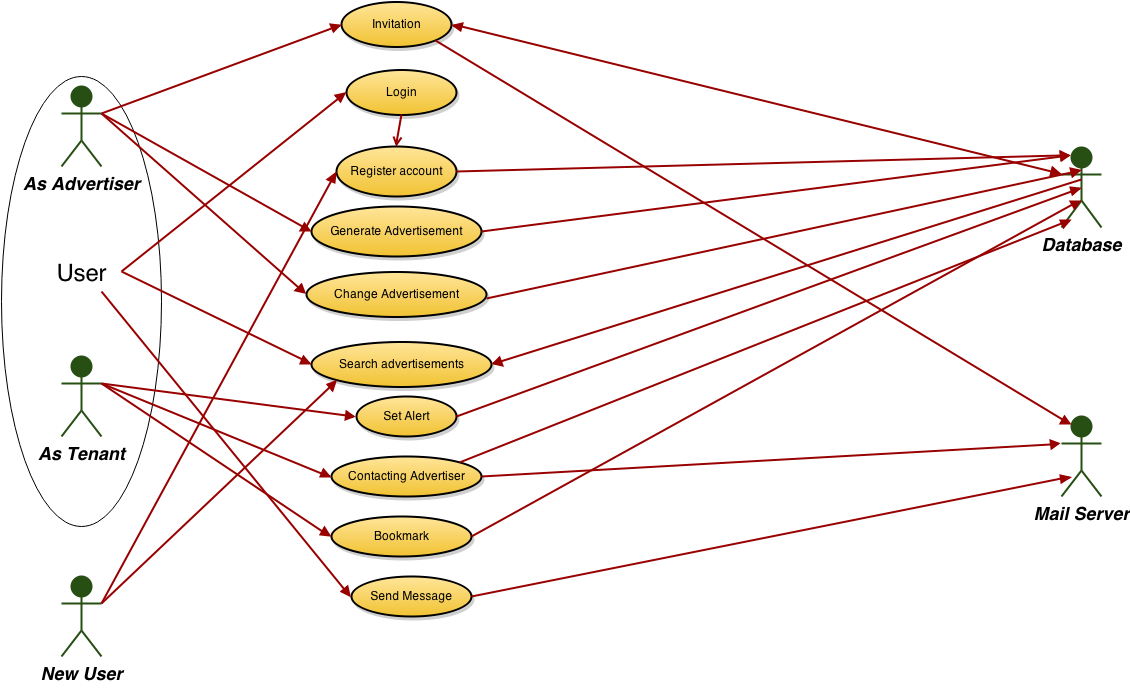 Invitation
Login
As Advertiser
Register account
Generate Advertisement
Database
User
Change Advertisement
Search advertisements
Set Alert
As Tenant
Contacting Advertiser
Mail Server
Bookmark
Send Message
New User